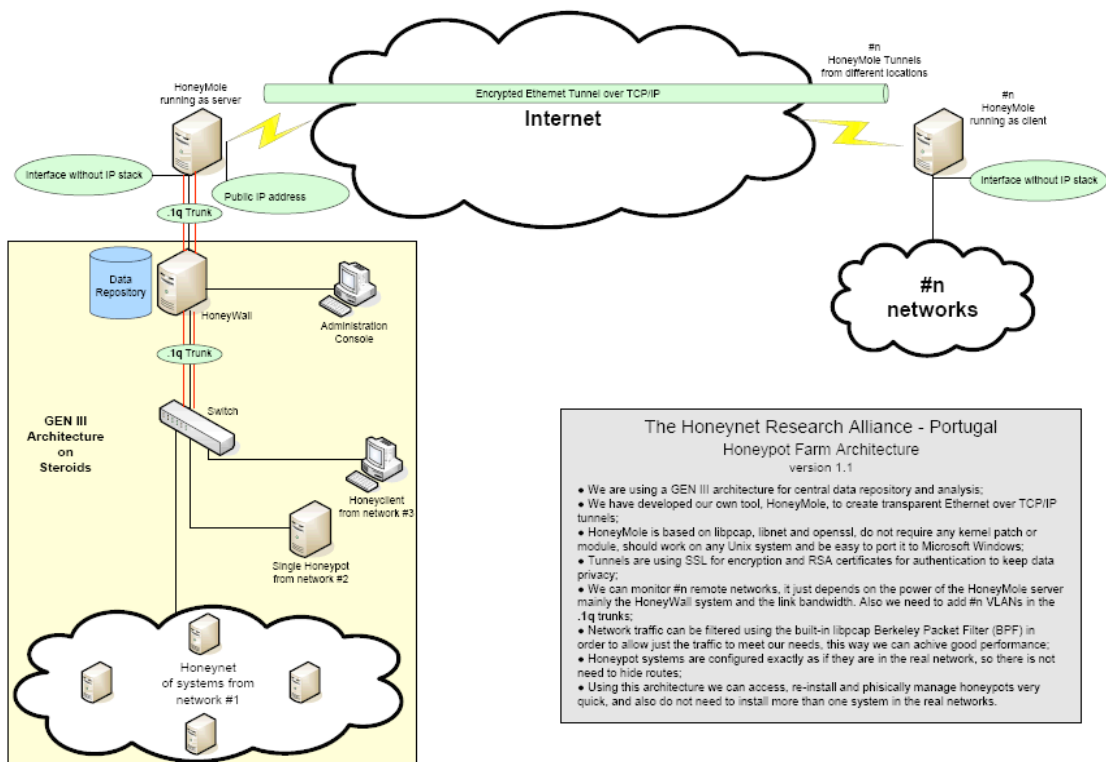 #n
HoneyMole Tunnels
from different locations
HoneyMole
running as server
Encrypted Ethernet Tunnel over TCP/IP
Internet
#n
HoneyMole
running as client
Interface without IP stack
Public IP address
Interface without IP stack
.1q Trunk
Data
Repository
HoneyWall
Administration
Console
#n
networks
.1q Trunk
Switch
GEN III
Architecture
on
Steroids
Honeyclient
from network #3
Single Honeypot
from network #2
Honeynet
of systems from
network #1
The Honeynet Research Alliance - Portugal
Honeypot Farm Architecture
version 1.1
● We are using a GEN III architecture for central data repository and analysis;
● We have developed our own tool, HoneyMole, to create transparent Ethernet over TCP/IP
tunnels;
● HoneyMole is based on libpcap, libnet and openssl, do not require any kernel patch or
module, should work on any Unix system and be easy to port it to Microsoft Windows;
● Tunnels are using SSL for encryption and RSA certificates for authentication to keep data
privacy;
● We can monitor #n remote networks, it just depends on the power of the HoneyMole server
mainly the HoneyWall system and the link bandwidth. Also we need to add #n VLANs in the
.1q trunks;
● Network traffic can be filtered using the built-in libpcap Berkeley Packet Filter (BPF) in
order to allow just the traffic to meet our needs, this way we can achive good performance;
● Honeypot systems are configured exactly as if they are in the real network, so there is not
need to hide routes;
● Using this architecture we can access, re-install and phisically manage honeypots very
quick, and also do not need to install more than one system in the real networks.